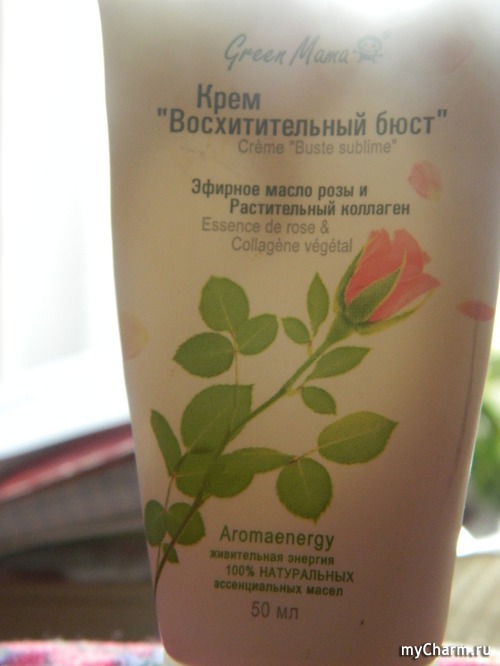 Green Mama
Крем
"Восхитительный бюст"
Crème "Buste sublime"
Эфирное масло розы и
Растительный коллаген
Essence de rose &
Collagène végétal
Aromaenergy
живительная энергия
100% НАТУРАЛЬНЫХ
эссенциальных масел
50 мл
myCharm.ru